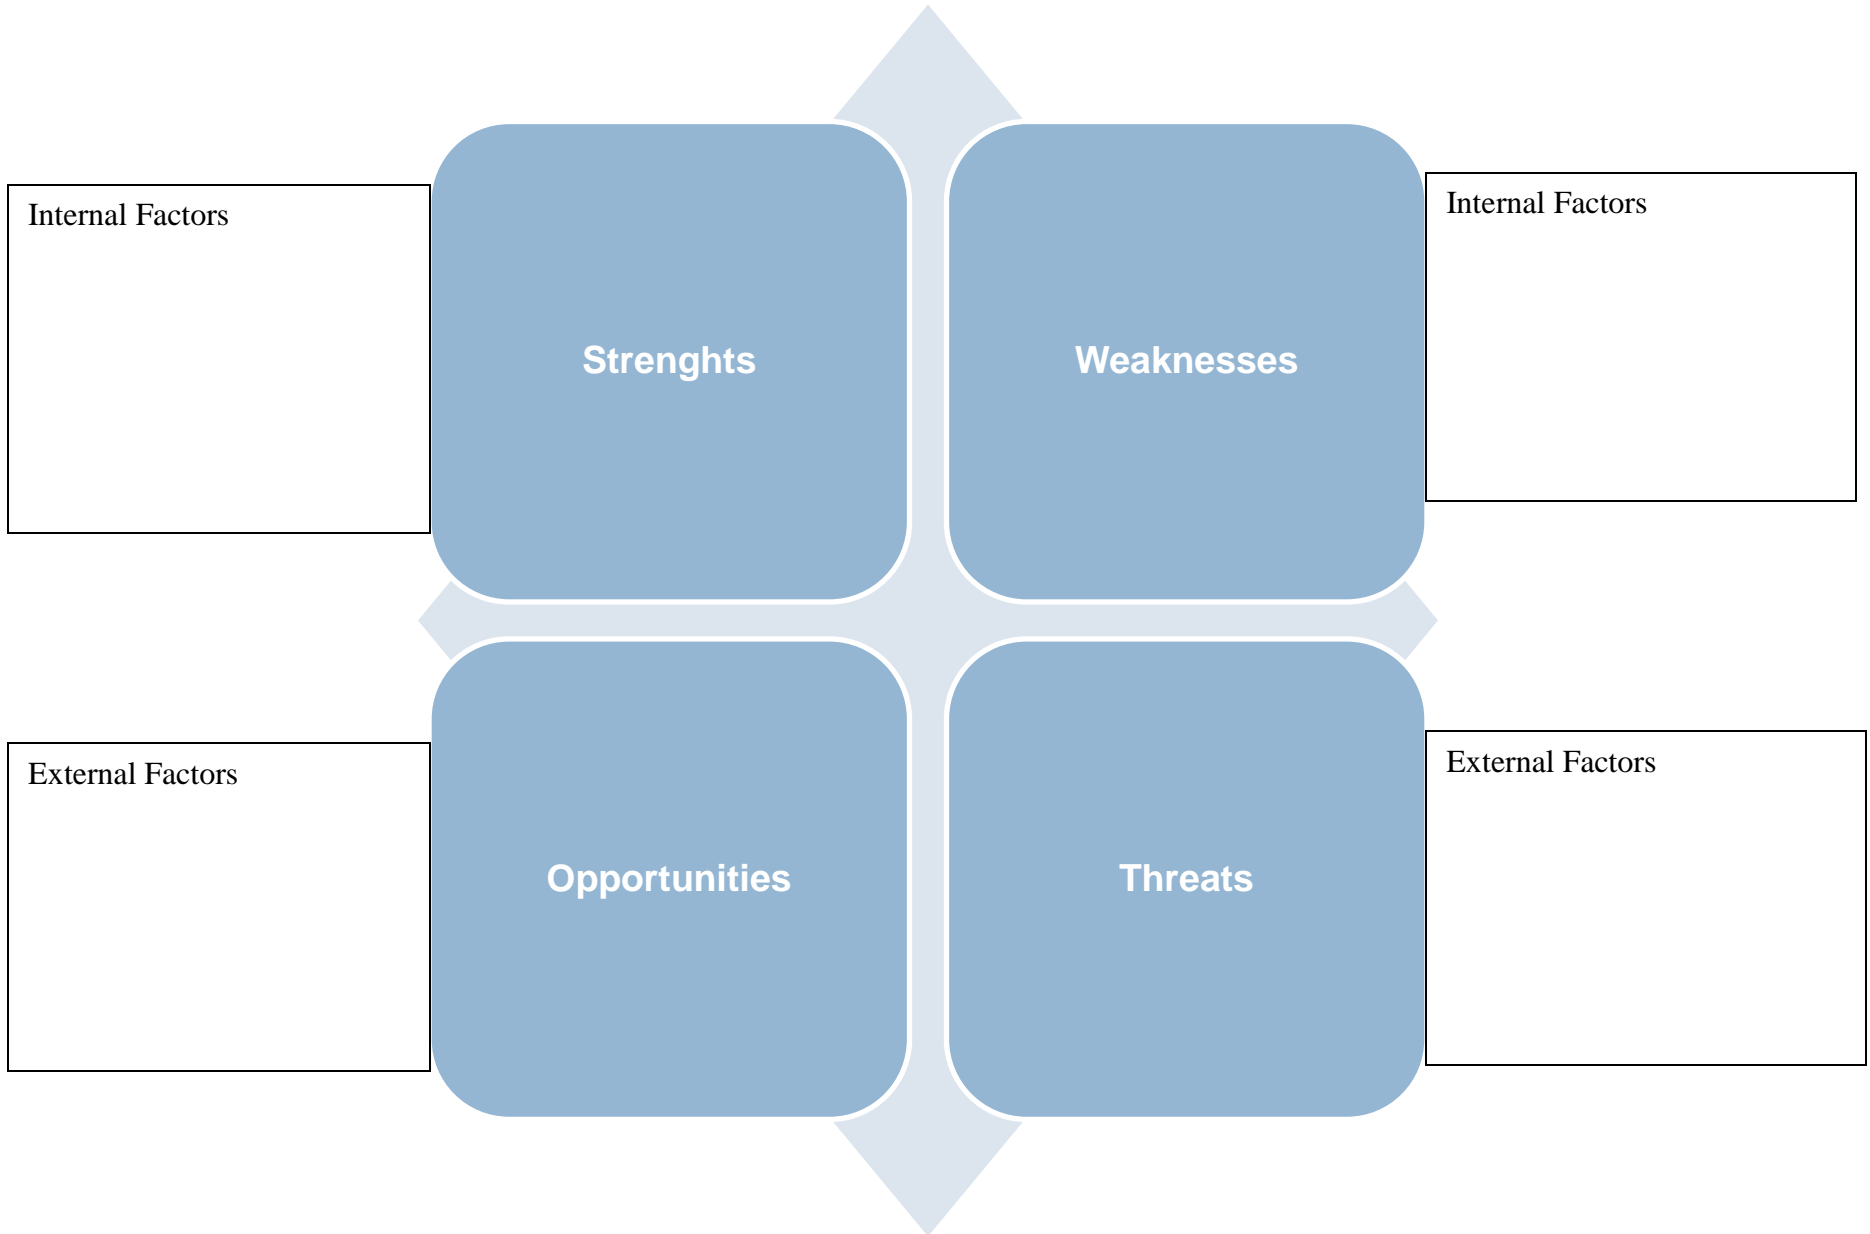 Internal Factors
Strenghts
Weaknesses
Internal Factors
External Factors
Opportunities
Threats
External Factors